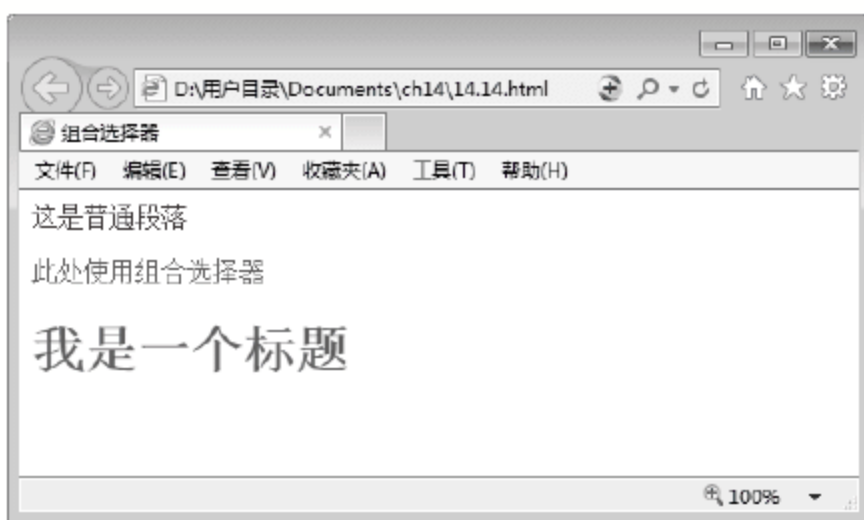 D:\用户目录\Documents\ch14\14.14.html
组合选择器
文件(F) 编辑(E) 查看(V) 收藏夹(A) 工具(T) 帮助(H)
这是普通段落
此处使用组合选择器
我是一个标题
100%